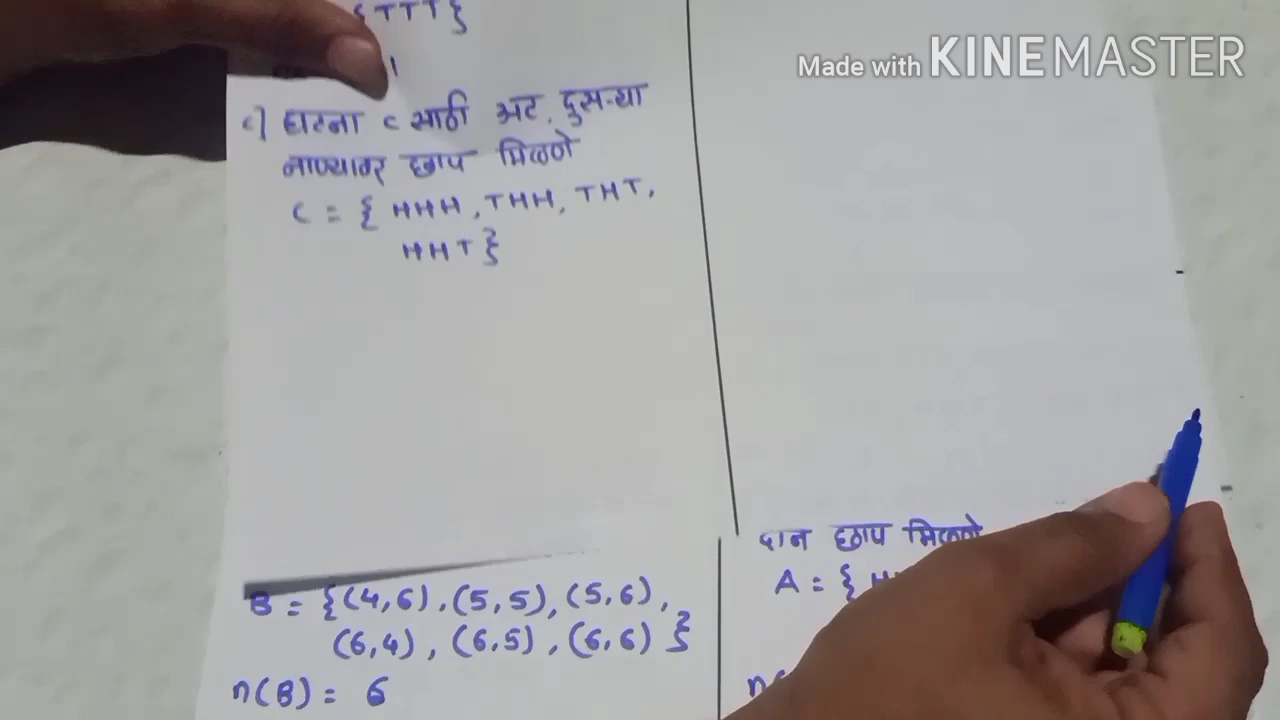 Made with KINEMASTER
{TTT}
c] घटना c साठी अट, दुसऱ्या
नाण्यावर छाप मिळणे
C = { HHH, THH, THT,
HHT}
B = {(4,6), (5,5), (5,6),
(6,4), (6,5), (6,6) }
n(B) = 6
दोन छाप मिळणे
A = {
n(